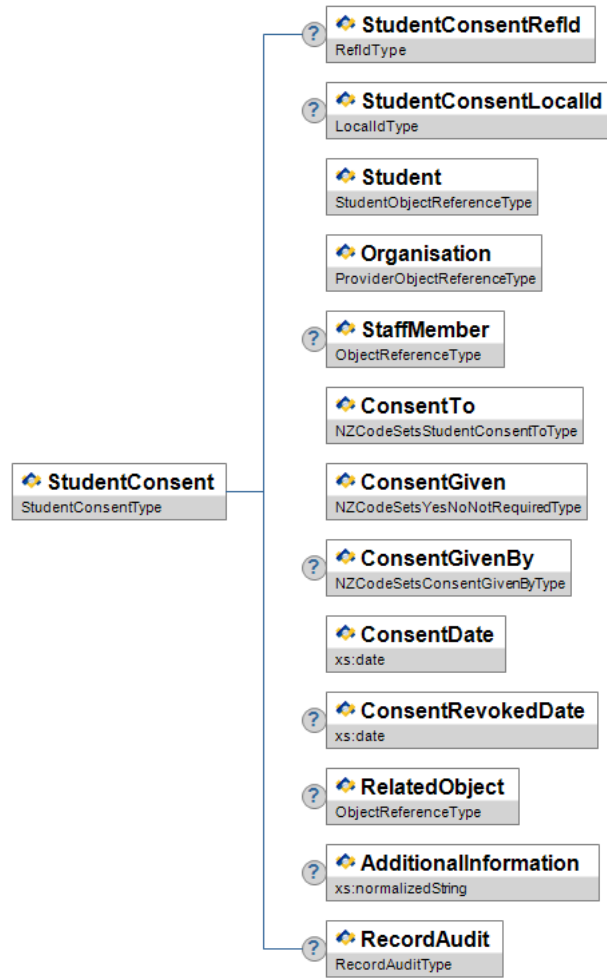 ?
StudentConsentRefId
RefIdType
?
StudentConsentLocalId
LocalIdType
Student
StudentObjectReferenceType
Organisation
ProviderObjectReferenceType
?
StaffMember
ObjectReferenceType
ConsentTo
NZCodeSetsStudentConsentToType
StudentConsent
StudentConsentType
ConsentGiven
NZCodeSetsYesNoNotRequiredType
?
ConsentGivenBy
NZCodeSetsConsentGivenByType
ConsentDate
xs:date
?
ConsentRevokedDate
xs:date
?
RelatedObject
ObjectReferenceType
?
AdditionalInformation
xs:normalizedString
?
RecordAudit
RecordAuditType